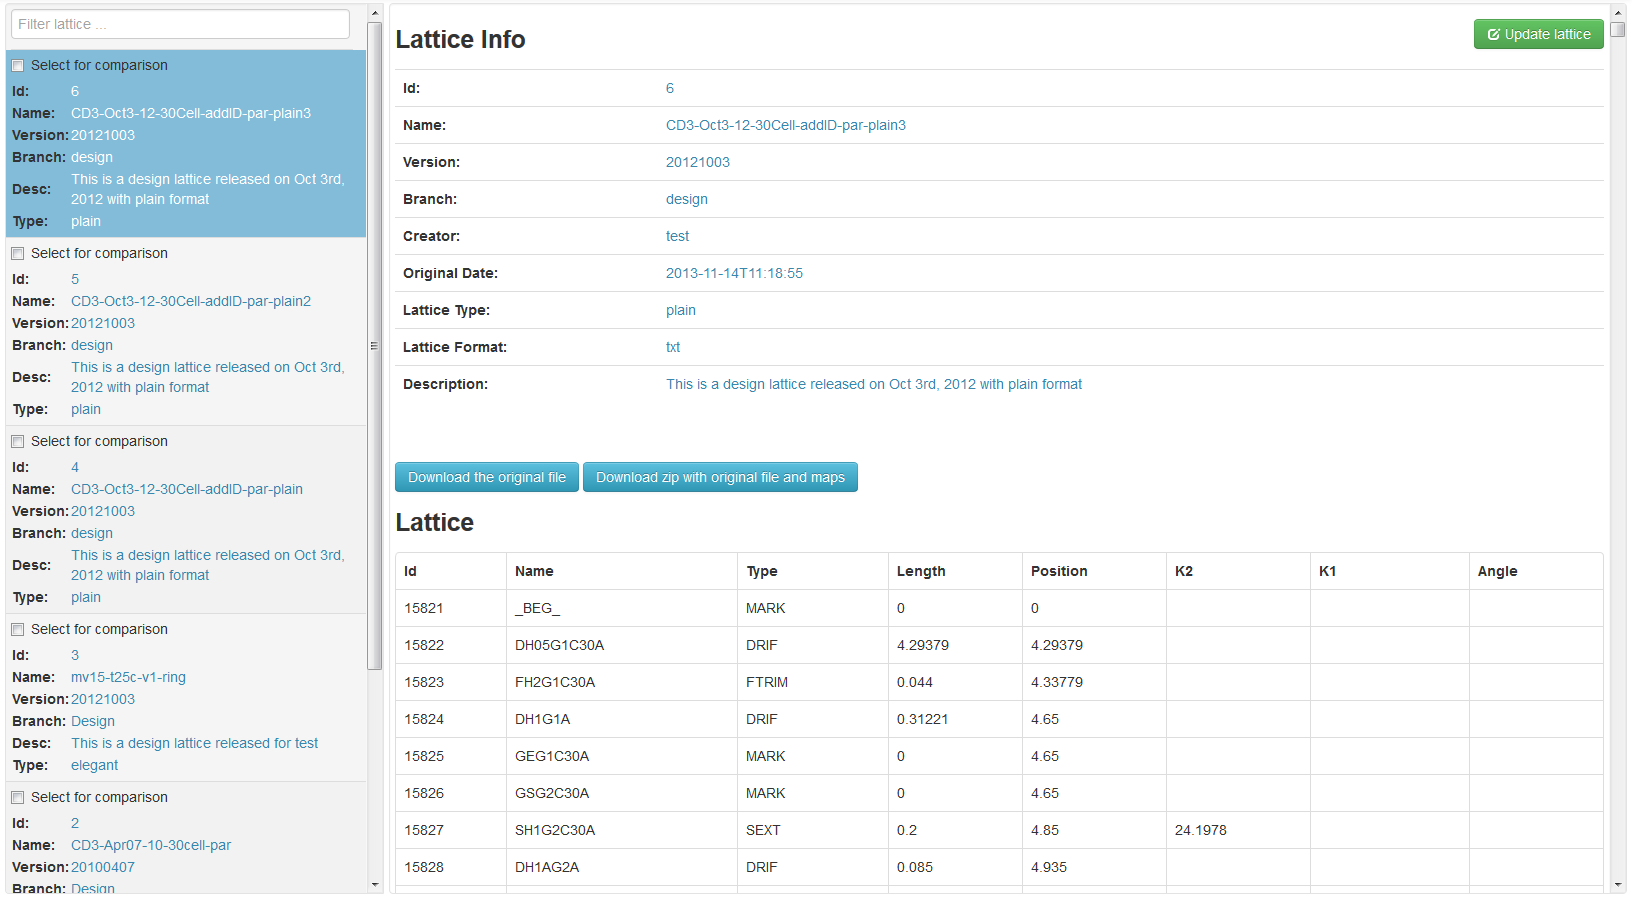 Filter lattice ...
Select for comparison
Id: 6
Name: CD3-Oct3-12-30Cell-addID-par-plain3
Version: 20121003
Branch: design
Desc: This is a design lattice released on Oct 3rd,
2012 with plain format
Type: plain
Select for comparison
Id: 5
Name: CD3-Oct3-12-30Cell-addID-par-plain2
Version: 20121003
Branch: design
Desc: This is a design lattice released on Oct 3rd,
2012 with plain format
Type: plain
Select for comparison
Id: 4
Name: CD3-Oct3-12-30Cell-addID-par-plain
Version: 20121003
Branch: design
Desc: This is a design lattice released on Oct 3rd,
2012 with plain format
Type: plain
Select for comparison
Id: 3
Name: mv15-t25c-v1-ring
Version: 20121003
Branch: Design
Desc: This is a design lattice released for test
Type: elegant
Select for comparison
Id: 2
Name: CD3-Apr07-10-30cell-par
Version: 20100407
Branch: Design
Lattice Info
Update lattice
Id: 6
Name: CD3-Oct3-12-30Cell-addID-par-plain3
Version: 20121003
Branch: design
Creator: test
Original Date: 2013-11-14T11:18:55
Lattice Type: plain
Lattice Format: txt
Description: This is a design lattice released on Oct 3rd, 2012 with plain format
Download the original file Download zip with original file and maps
Lattice
Id Name Type Length Position K2 K1 Angle
15821 _BEG_ MARK 0 0
15822 DH05G1C30A DRIF 4.29379 4.29379
15823 FH2G1C30A FTRIM 0.044 4.33779
15824 DH1G1A DRIF 0.31221 4.65
15825 GEG1C30A MARK 0 4.65
15826 GSG2C30A MARK 0 4.65
15827 SH1G2C30A SEXT 0.2 4.85 24.1978
15828 DH1AG2A DRIF 0.085 4.935